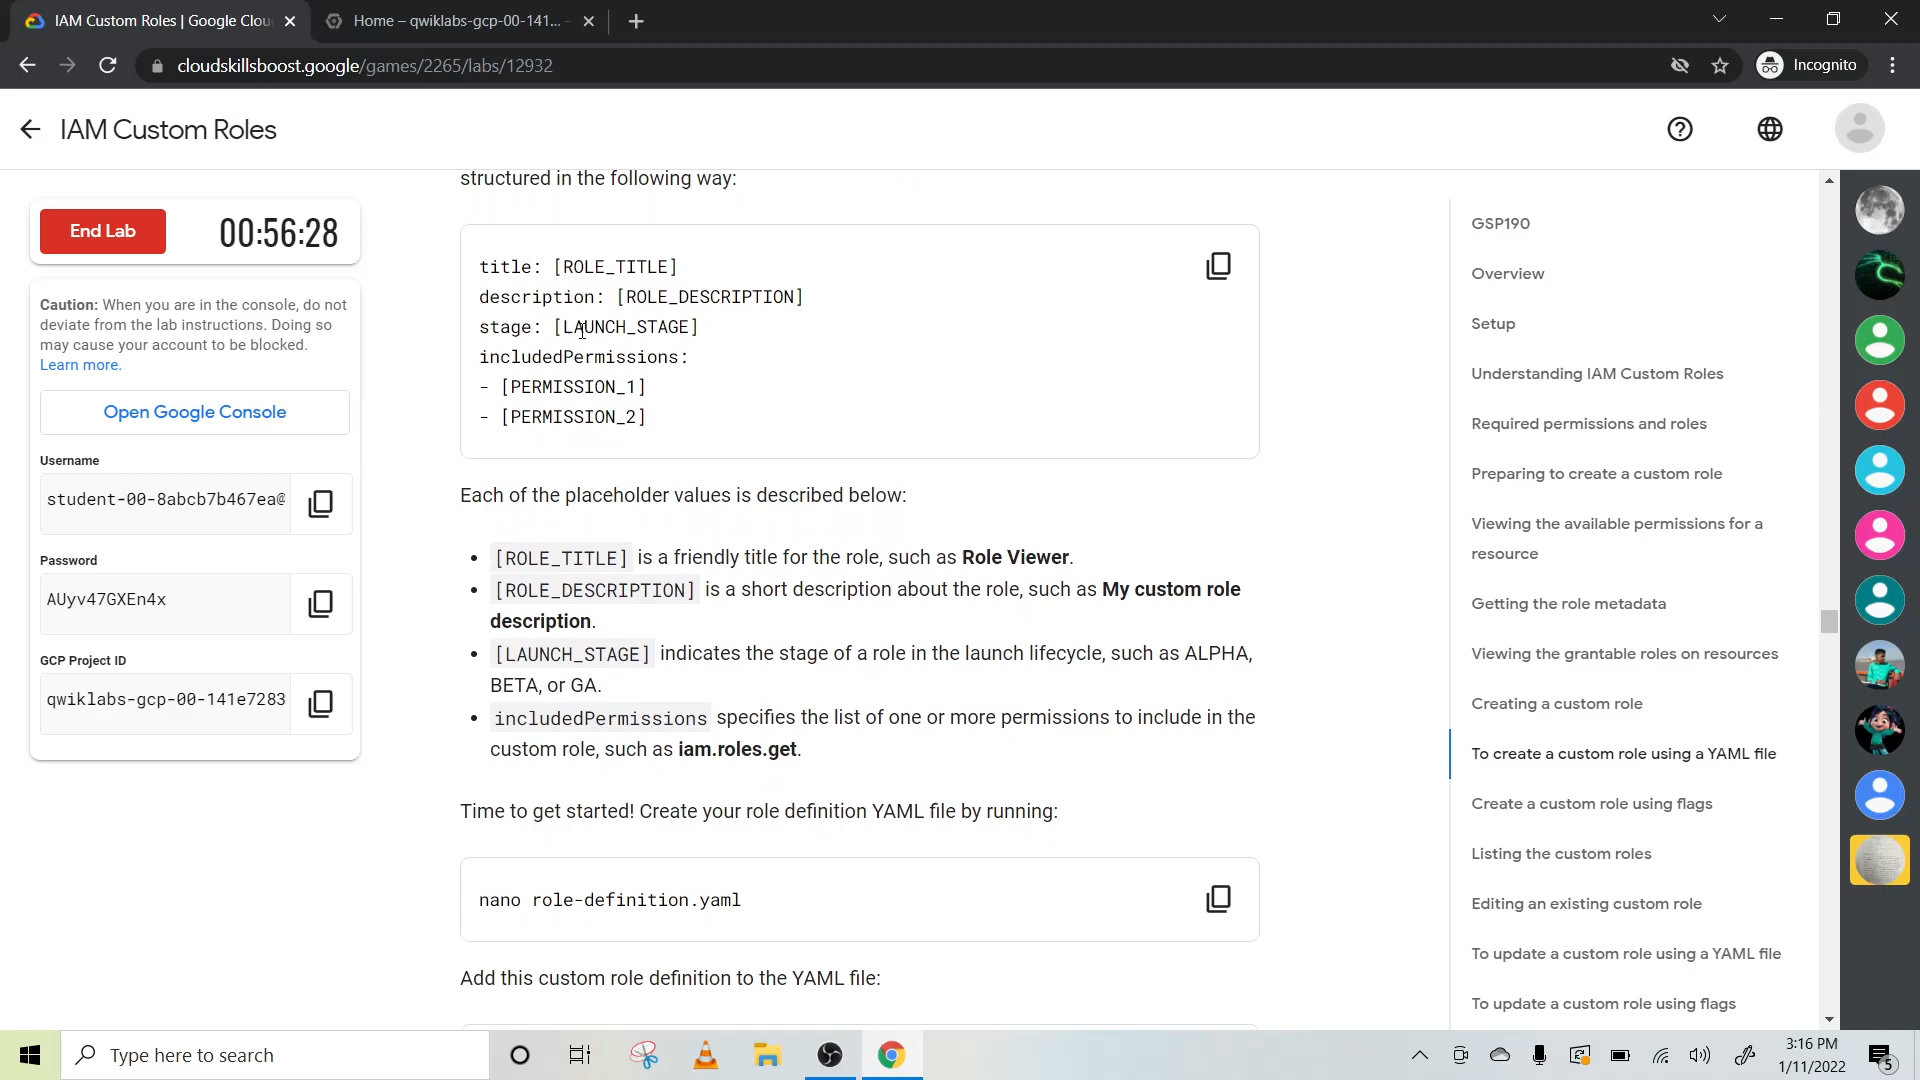 IAM Custom Roles | Google Clou
Home – qwiklabs-gcp-00-141...
cloudskillsboost.google/games/2265/labs/12932
Incognito
IAM Custom Roles
End Lab
00:56:28
Caution: When you are in the console, do not
deviate from the lab instructions. Doing so
may cause your account to be blocked.
Learn more.
Open Google Console
Username
student-00-8abcb7b467ea@
Password
AUyv47GXEn4x
GCP Project ID
qwiklabs-gcp-00-141e7283
structured in the following way:
title: [ROLE_TITLE]
description: [ROLE_DESCRIPTION]
stage: [LAUNCH_STAGE]
includedPermissions:
- [PERMISSION_1]
- [PERMISSION_2]
Each of the placeholder values is described below:
• [ROLE_TITLE] is a friendly title for the role, such as Role Viewer.
• [ROLE_DESCRIPTION] is a short description about the role, such as My custom role
description.
• [LAUNCH_STAGE] indicates the stage of a role in the launch lifecycle, such as ALPHA,
BETA, or GA.
• includedPermissions specifies the list of one or more permissions to include in the
custom role, such as iam.roles.get.
Time to get started! Create your role definition YAML file by running:
nano role-definition.yaml
Add this custom role definition to the YAML file:
GSP190
Overview
Setup
Understanding IAM Custom Roles
Required permissions and roles
Preparing to create a custom role
Viewing the available permissions for a
resource
Getting the role metadata
Viewing the grantable roles on resources
Creating a custom role
To create a custom role using a YAML file
Create a custom role using flags
Listing the custom roles
Editing an existing custom role
To update a custom role using a YAML file
To update a custom role using flags
Type here to search
3:16 PM
1/11/2022
5